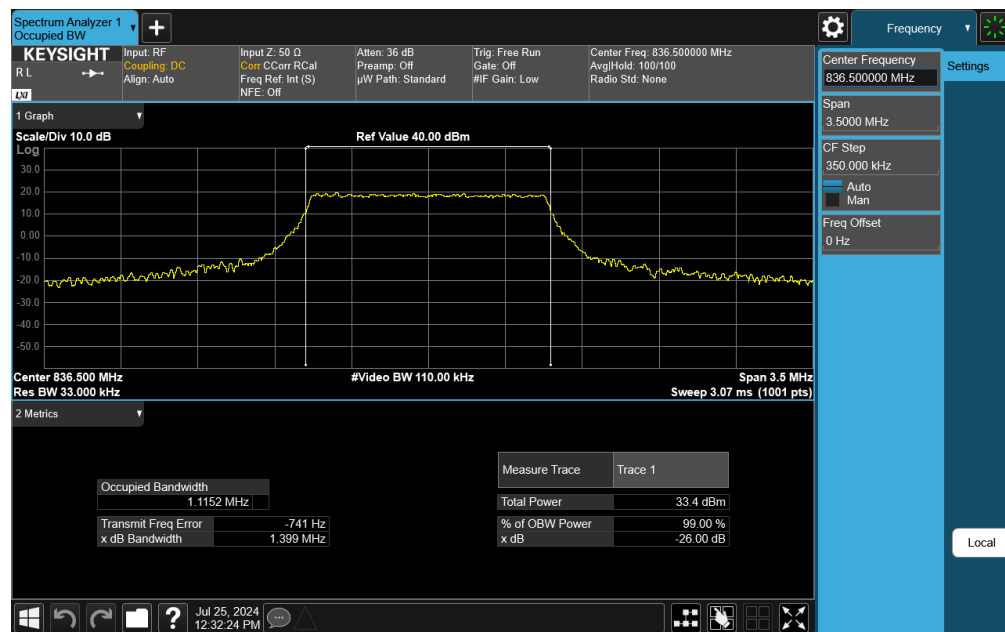 Spectrum Analyzer 1
Occupied BW
Frequency
KEYSIGHT
R L
LXI
Input: RF
Coupling: DC
Align: Auto
Input Z: 50 Ω
Corr CCorr RCal
Freq Ref: Int (S)
NFE: Off
Atten: 36 dB
Preamp: Off
µW Path: Standard
Trig: Free Run
Gate: Off
#IF Gain: Low
Center Freq: 836.500000 MHz
Avg|Hold: 100/100
Radio Std: None
Center Frequency
836.500000 MHz
Settings
Span
3.5000 MHz
CF Step
350.000 kHz
Auto
Man
Freq Offset
0 Hz
1 Graph
Scale/Div 10.0 dB
Ref Value 40.00 dBm
Log
30.0
20.0
10.0
0.00
-10.0
-20.0
-30.0
-40.0
-50.0
Center 836.500 MHz
#Video BW 110.00 kHz
Span 3.5 MHz
Res BW 33.000 kHz
Sweep 3.07 ms (1001 pts)
2 Metrics
Measure Trace
Trace 1
Occupied Bandwidth
1.1152 MHz
Total Power
33.4 dBm
Transmit Freq Error
-741 Hz
% of OBW Power
99.00 %
x dB Bandwidth
1.399 MHz
x dB
-26.00 dB
Local
?
Jul 25, 2024
12:32:24 PM